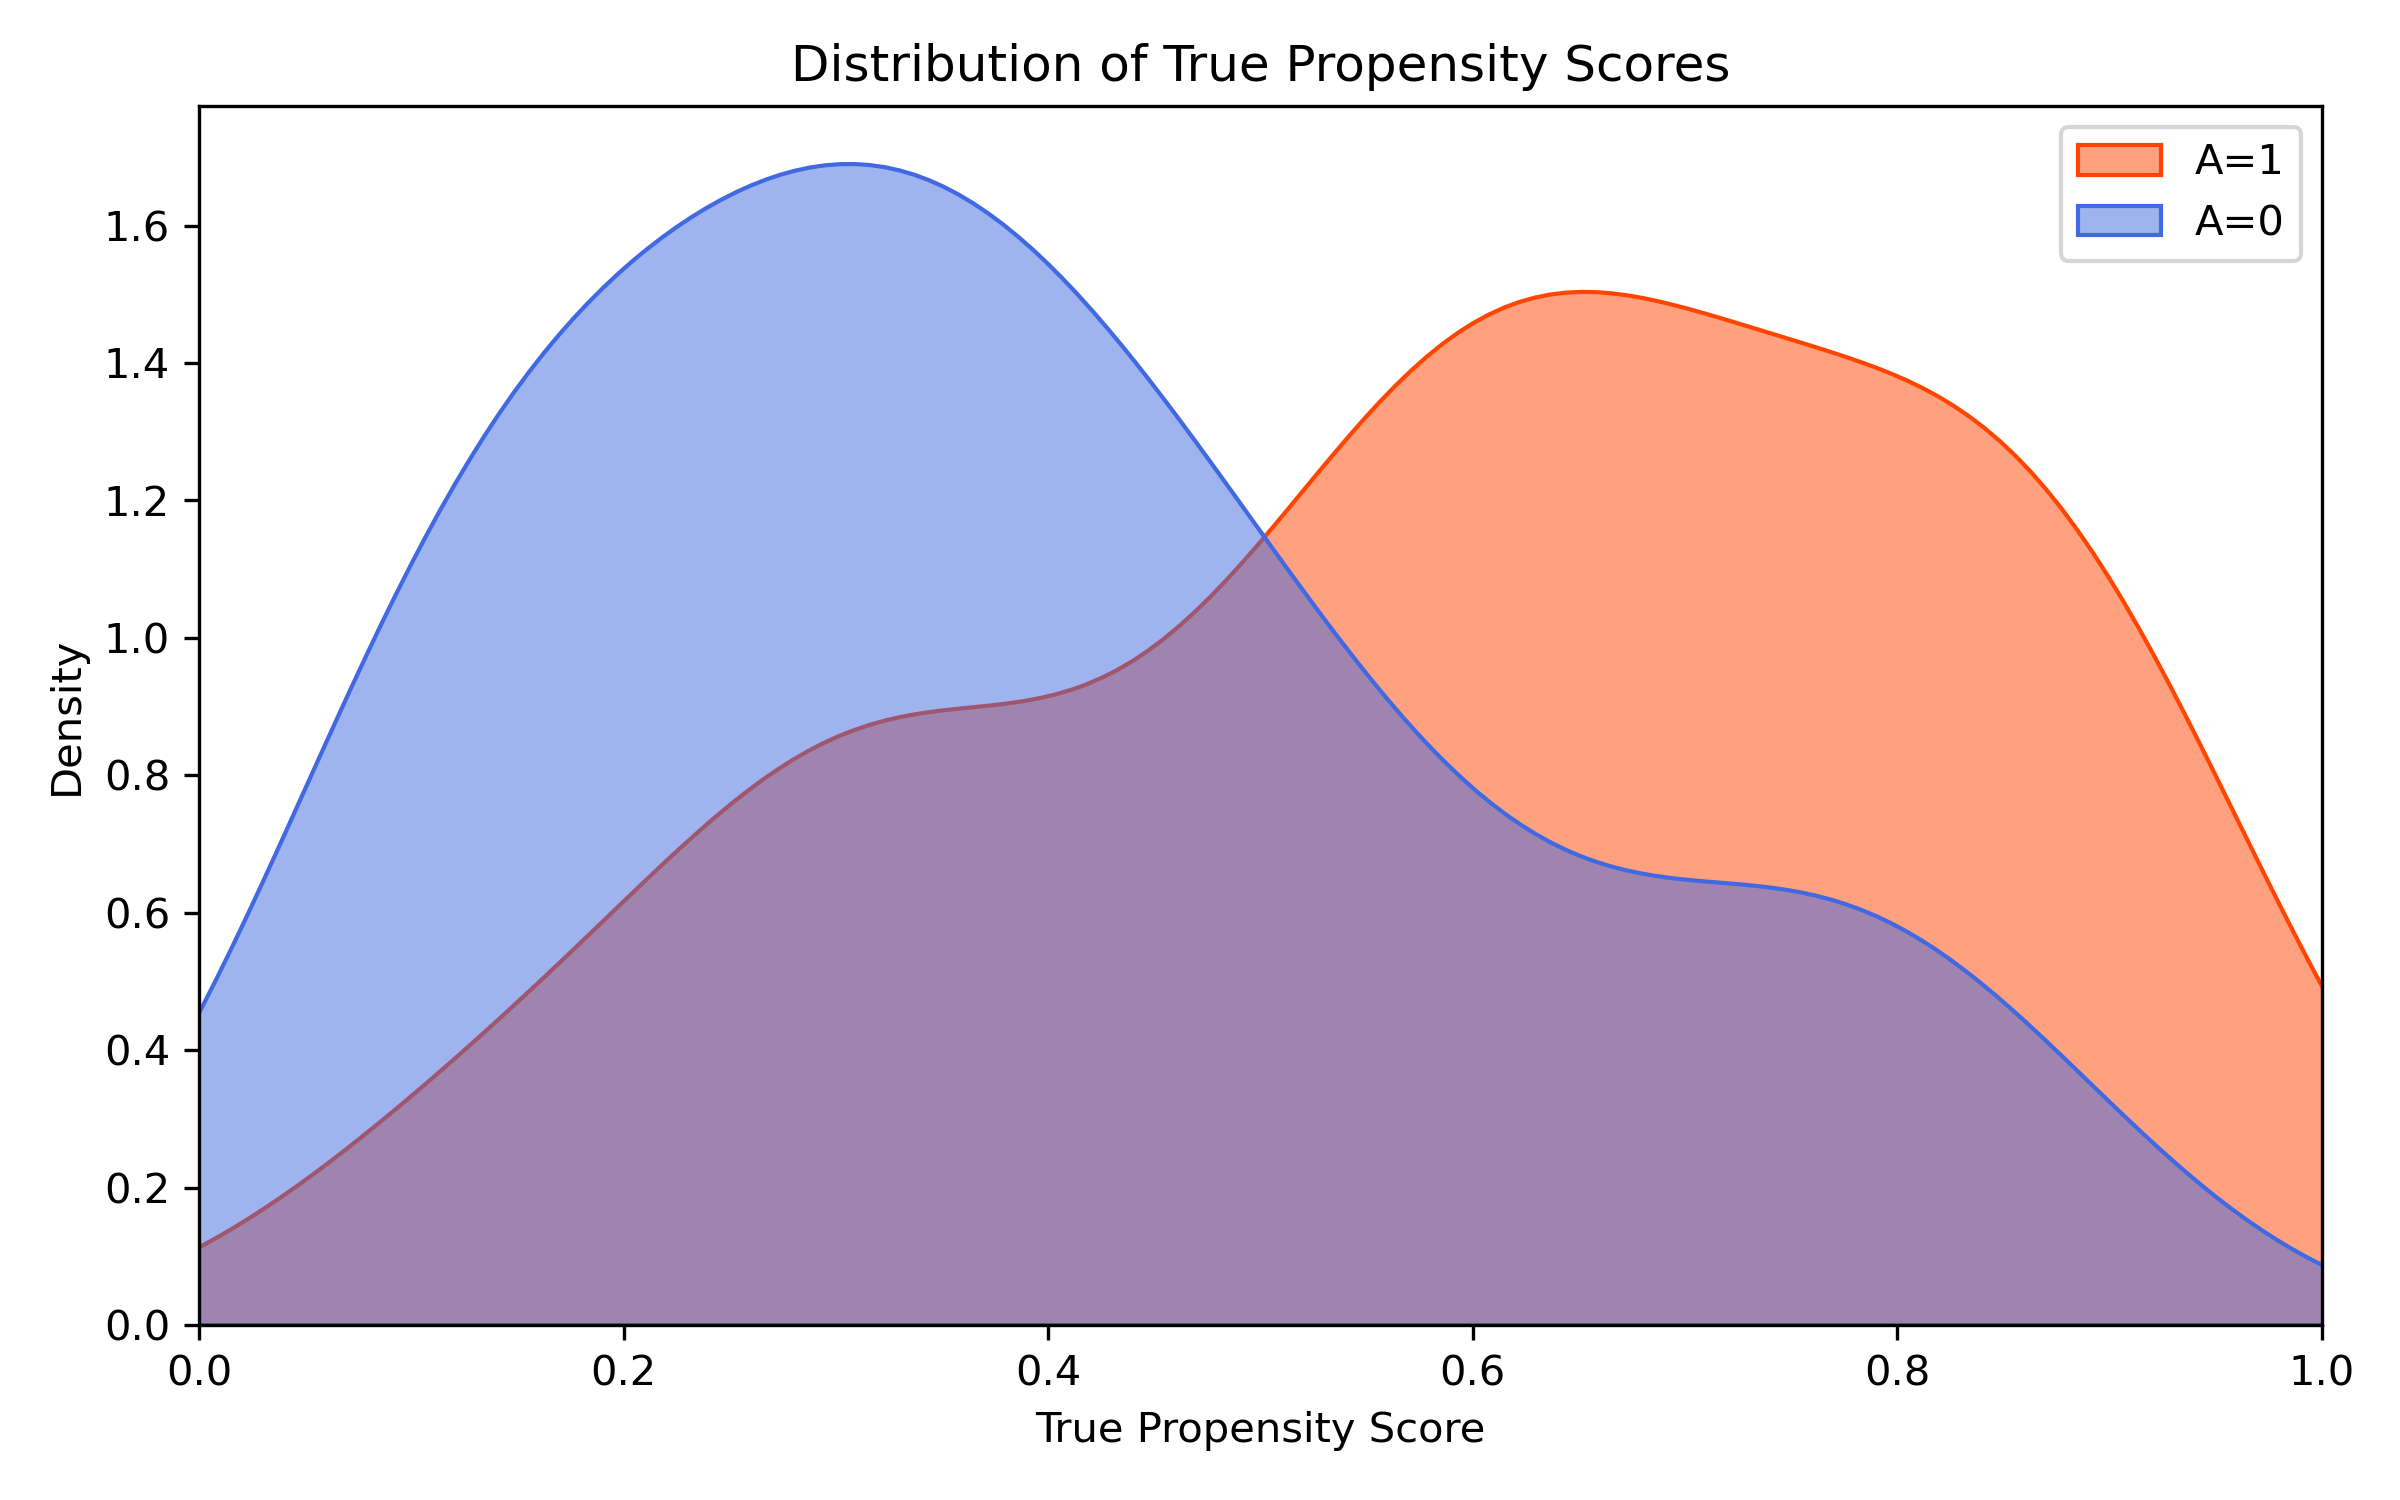 Distribution of True Propensity Scores
A=1
A=0
1.6
1.4
1.2
1.0
0.8
0.6
0.4
0.2
0.0
Density
0.0 0.2 0.4 0.6 0.8 1.0
True Propensity Score